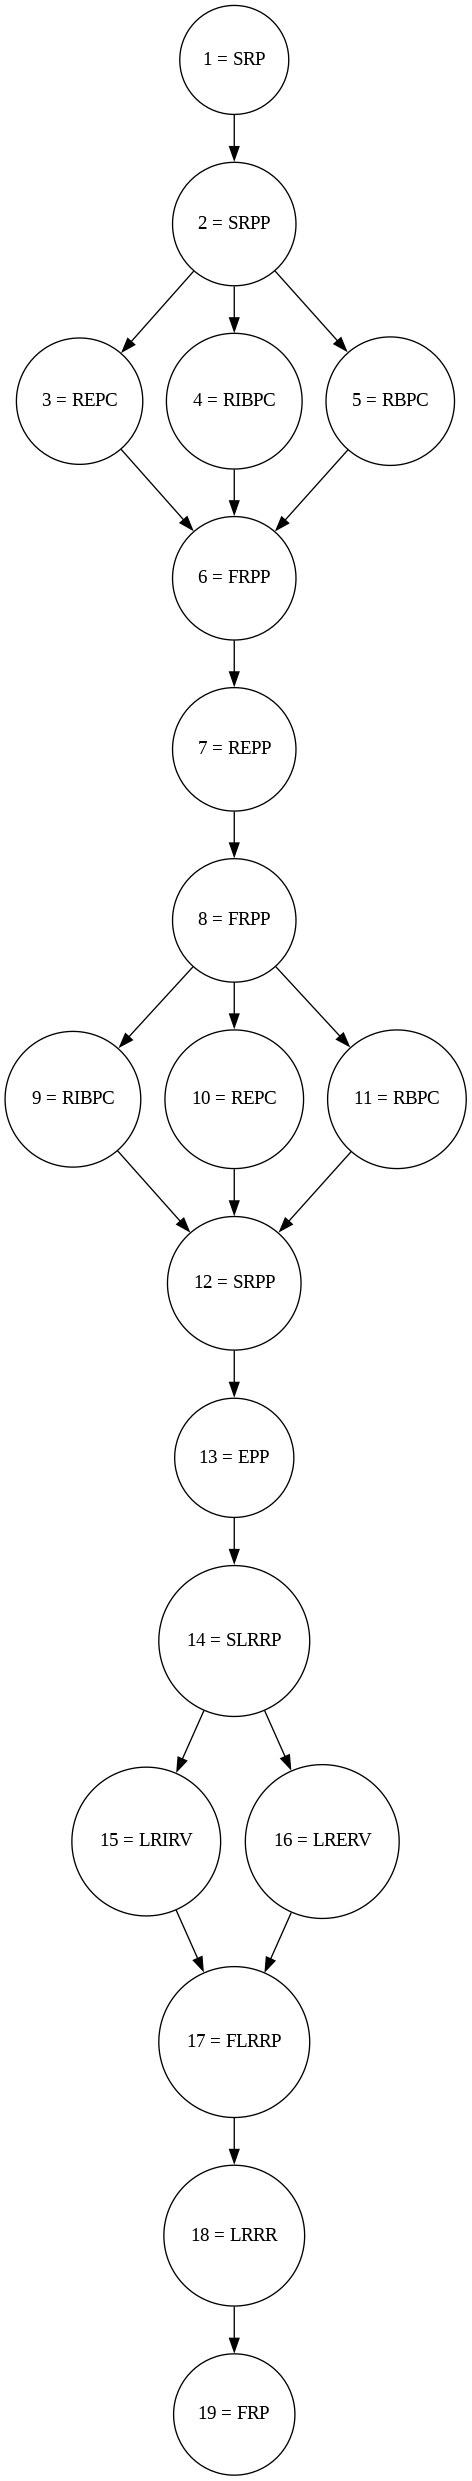 1 = SRP
2 = SRPP
3 = REPC
4 = RIBPC
5 = RBPC
6 = FRPP
7 = REPP
8 = FRPP
9 = RIBPC
10 = REPC
11 = RBPC
12 = SRPP
13 = EPP
14 = SLRRP
15 = LRIRV
16 = LRERV
17 = FLRRP
18 = LRRR
19 = FRP